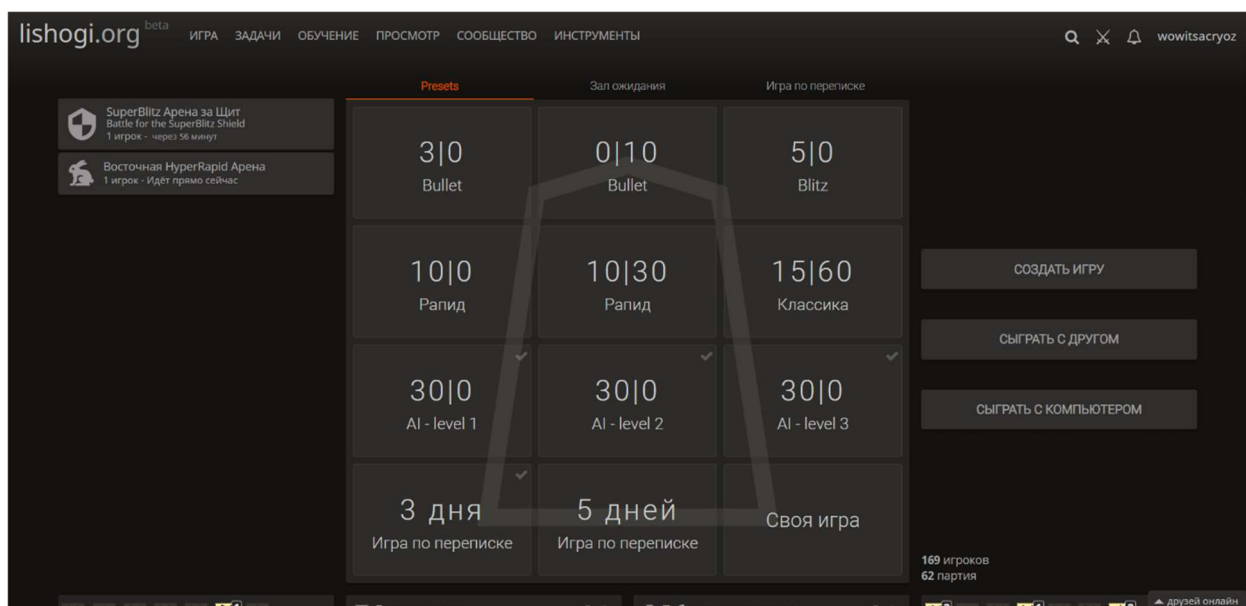 lishogi.org beta
ИГРА ЗАДАЧИ ОБУЧЕНИЕ ПРОСМОТР СООБЩЕСТВО ИНСТРУМЕНТЫ
wowitsacryoz
Presets Зал ожидания Игра по переписке
SuperBlitz Арена за Щит
Battle for the SuperBlitz Shield
1 игрок - через 56 минут
Восточная HyperRapid Арена
1 игрок - Идёт прямо сейчас
3|0 0|10 5|0
Bullet Bullet Blitz
10|0 10|30 15|60
Рапид Рапид Классика
30|0 30|0 30|0
AI - level 1 AI - level 2 AI - level 3
3 дня 5 дней Своя игра
Игра по переписке Игра по переписке
СОЗДАТЬ ИГРУ
СЫГРАТЬ С ДРУГОМ
СЫГРАТЬ С КОМПЬЮТЕРОМ
169 игроков
62 партия
друзей онлайн